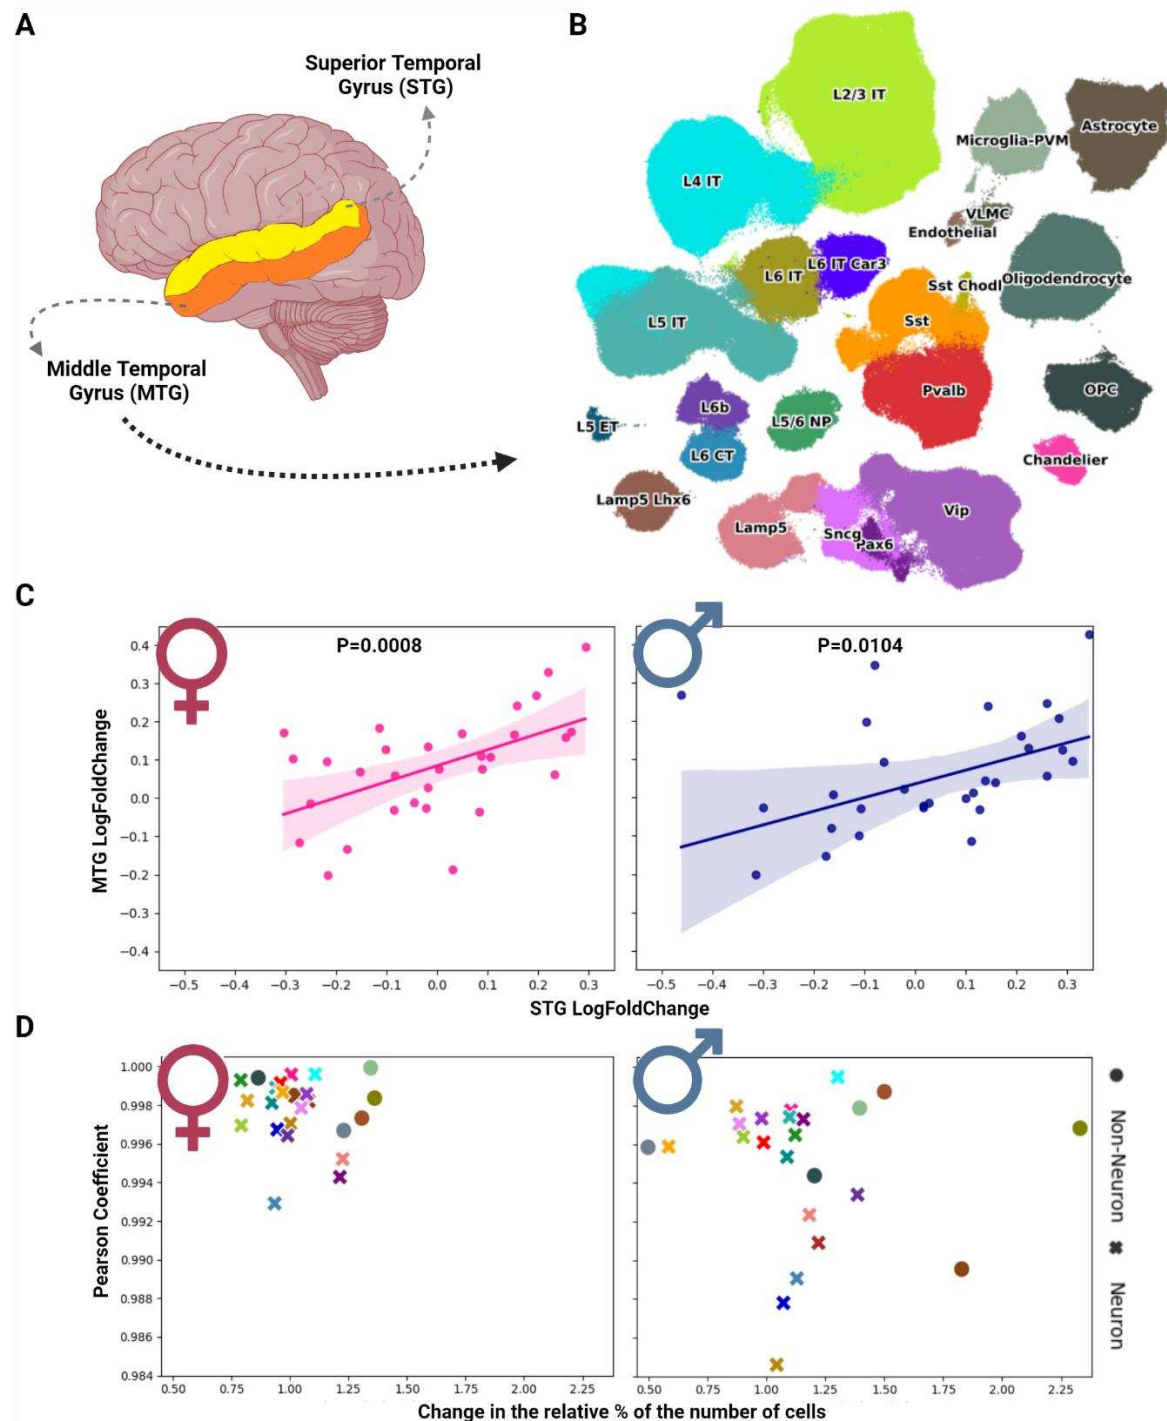 A
B
Superior Temporal
Gyrus (STG)
Middle Temporal
Gyrus (MTG)
L2/3 IT
Astrocyte
Microglia-PVM
L4 IT
VLMC
Endothelial
L6 IT
L6 IT Car3
Sst Chodl
Oligodendrocyte
L5 IT
Sst
Pvalb
OPC
L6b
L5/6 NP
L5 ET
L6 CT
Chandelier
Lamp5 Lhx6
Lamp5
Sncg
Pax6
Vip
C
P=0.0008
P=0.0104
MTG LogFoldChange
0.4
0.3
0.2
0.1
0.0
−0.1
−0.2
−0.3
−0.4
−0.5 −0.4 −0.3 −0.2 −0.1 0.0 0.1 0.2 0.3
−0.5 −0.4 −0.3 −0.2 −0.1 0.0 0.1 0.2 0.3
STG LogFoldChange
D
Pearson Coefficient
1.000
0.998
0.996
0.994
0.992
0.990
0.988
0.986
0.984
0.50 0.75 1.00 1.25 1.50 1.75 2.00 2.25
0.50 0.75 1.00 1.25 1.50 1.75 2.00 2.25
Change in the relative % of the number of cells
Non-Neuron
Neuron